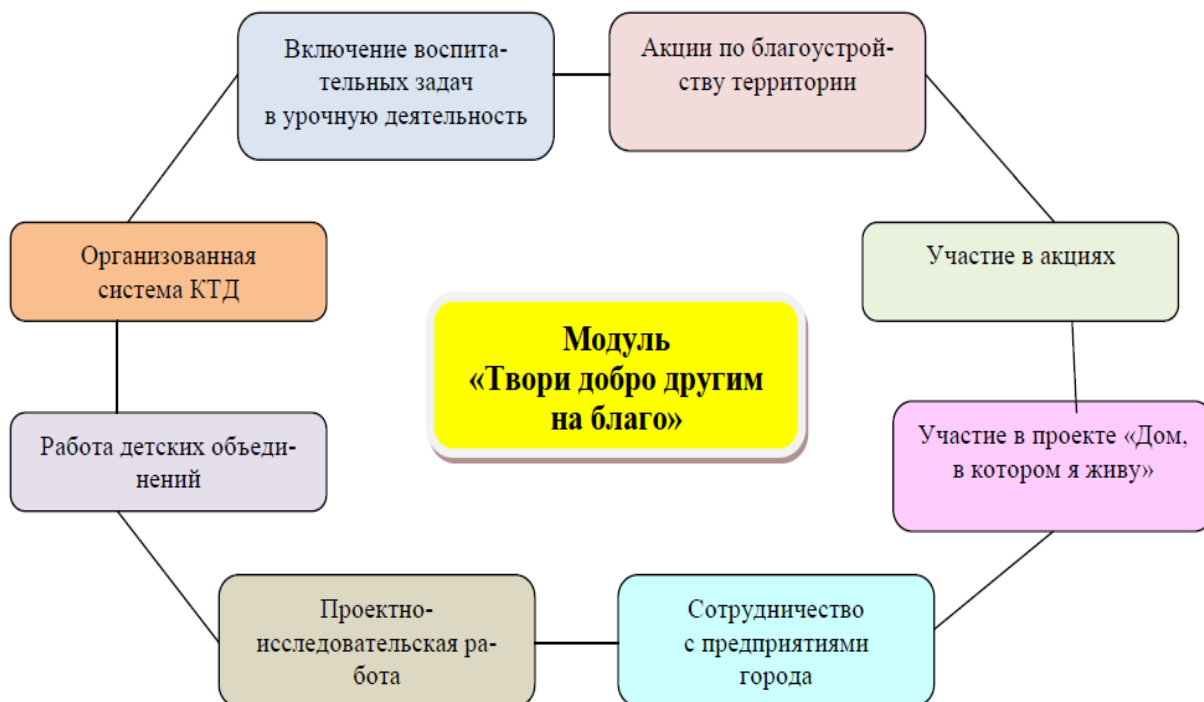 Включение воспита-
тельных задач
в урочную деятельность
Акции по благоустрой-
ству территории
Организованная
система КТД
Участие в акциях
Модуль
«Твори добро другим
на благо»
Работа детских объеди-
нений
Участие в проекте «Дом,
в котором я живу»
Проектно-
исследовательская ра-
бота
Сотрудничество
с предприятиями
города